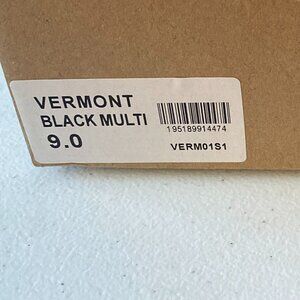 VERMONT
BLACK MULTI
9.0
195189914474
VERM01S1